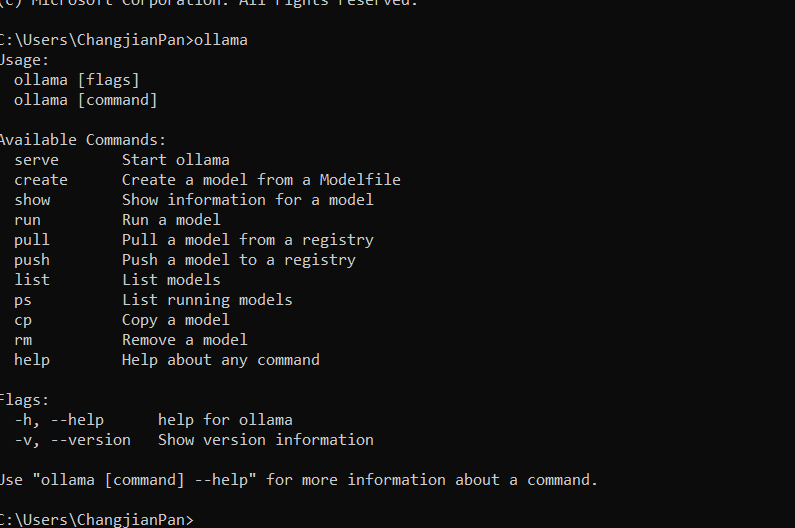 (c) Microsoft Corporation. All rights reserved.
C:\Users\ChangjianPan>ollama
Usage:
  ollama [flags]
  ollama [command]

Available Commands:
  serve       Start ollama
  create      Create a model from a Modelfile
  show        Show information for a model
  run         Run a model
  pull        Pull a model from a registry
  push        Push a model to a registry
  list        List models
  ps          List running models
  cp          Copy a model
  rm          Remove a model
  help        Help about any command

Flags:
  -h, --help      help for ollama
  -v, --version   Show version information

Use "ollama [command] --help" for more information about a command.

C:\Users\ChangjianPan>